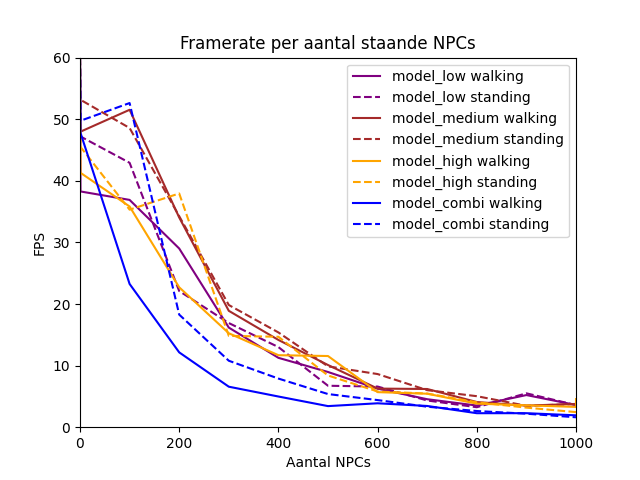 Framerate per aantal staande NPCs
60
50
40
30
20
10
0
FPS
model_low walking
model_low standing
model_medium walking
model_medium standing
model_high walking
model_high standing
model_combi walking
model_combi standing
0 200 400 600 800 1000
Aantal NPCs